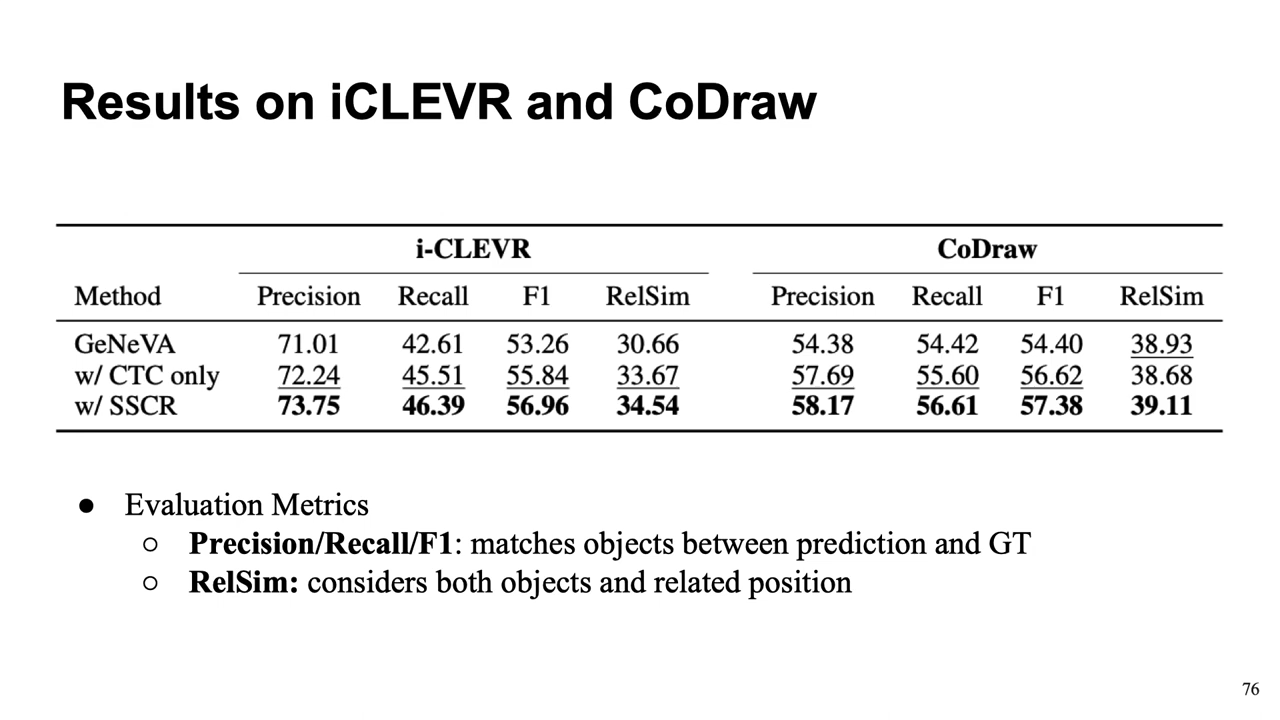 Results on iCLEVR and CoDraw
i-CLEVR CoDraw
Method Precision Recall F1 RelSim Precision Recall F1 RelSim
GeNeVA 71.01 42.61 53.26 30.66 54.38 54.42 54.40 38.93
w/ CTC only 72.24 45.51 55.84 33.67 57.69 55.60 56.62 38.68
w/ SSCR 73.75 46.39 56.96 34.54 58.17 56.61 57.38 39.11
● Evaluation Metrics
○ Precision/Recall/F1: matches objects between prediction and GT
○ RelSim: considers both objects and related position
76